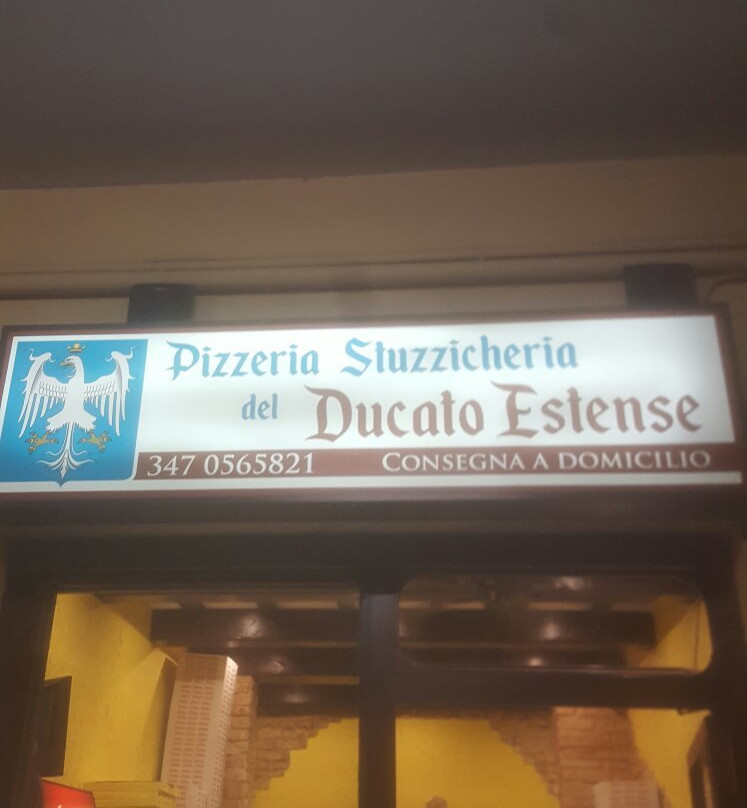 Pizzeria Stuzzicheria
del Ducato Estense
347 0565821 CONSEGNA A DOMICILIO